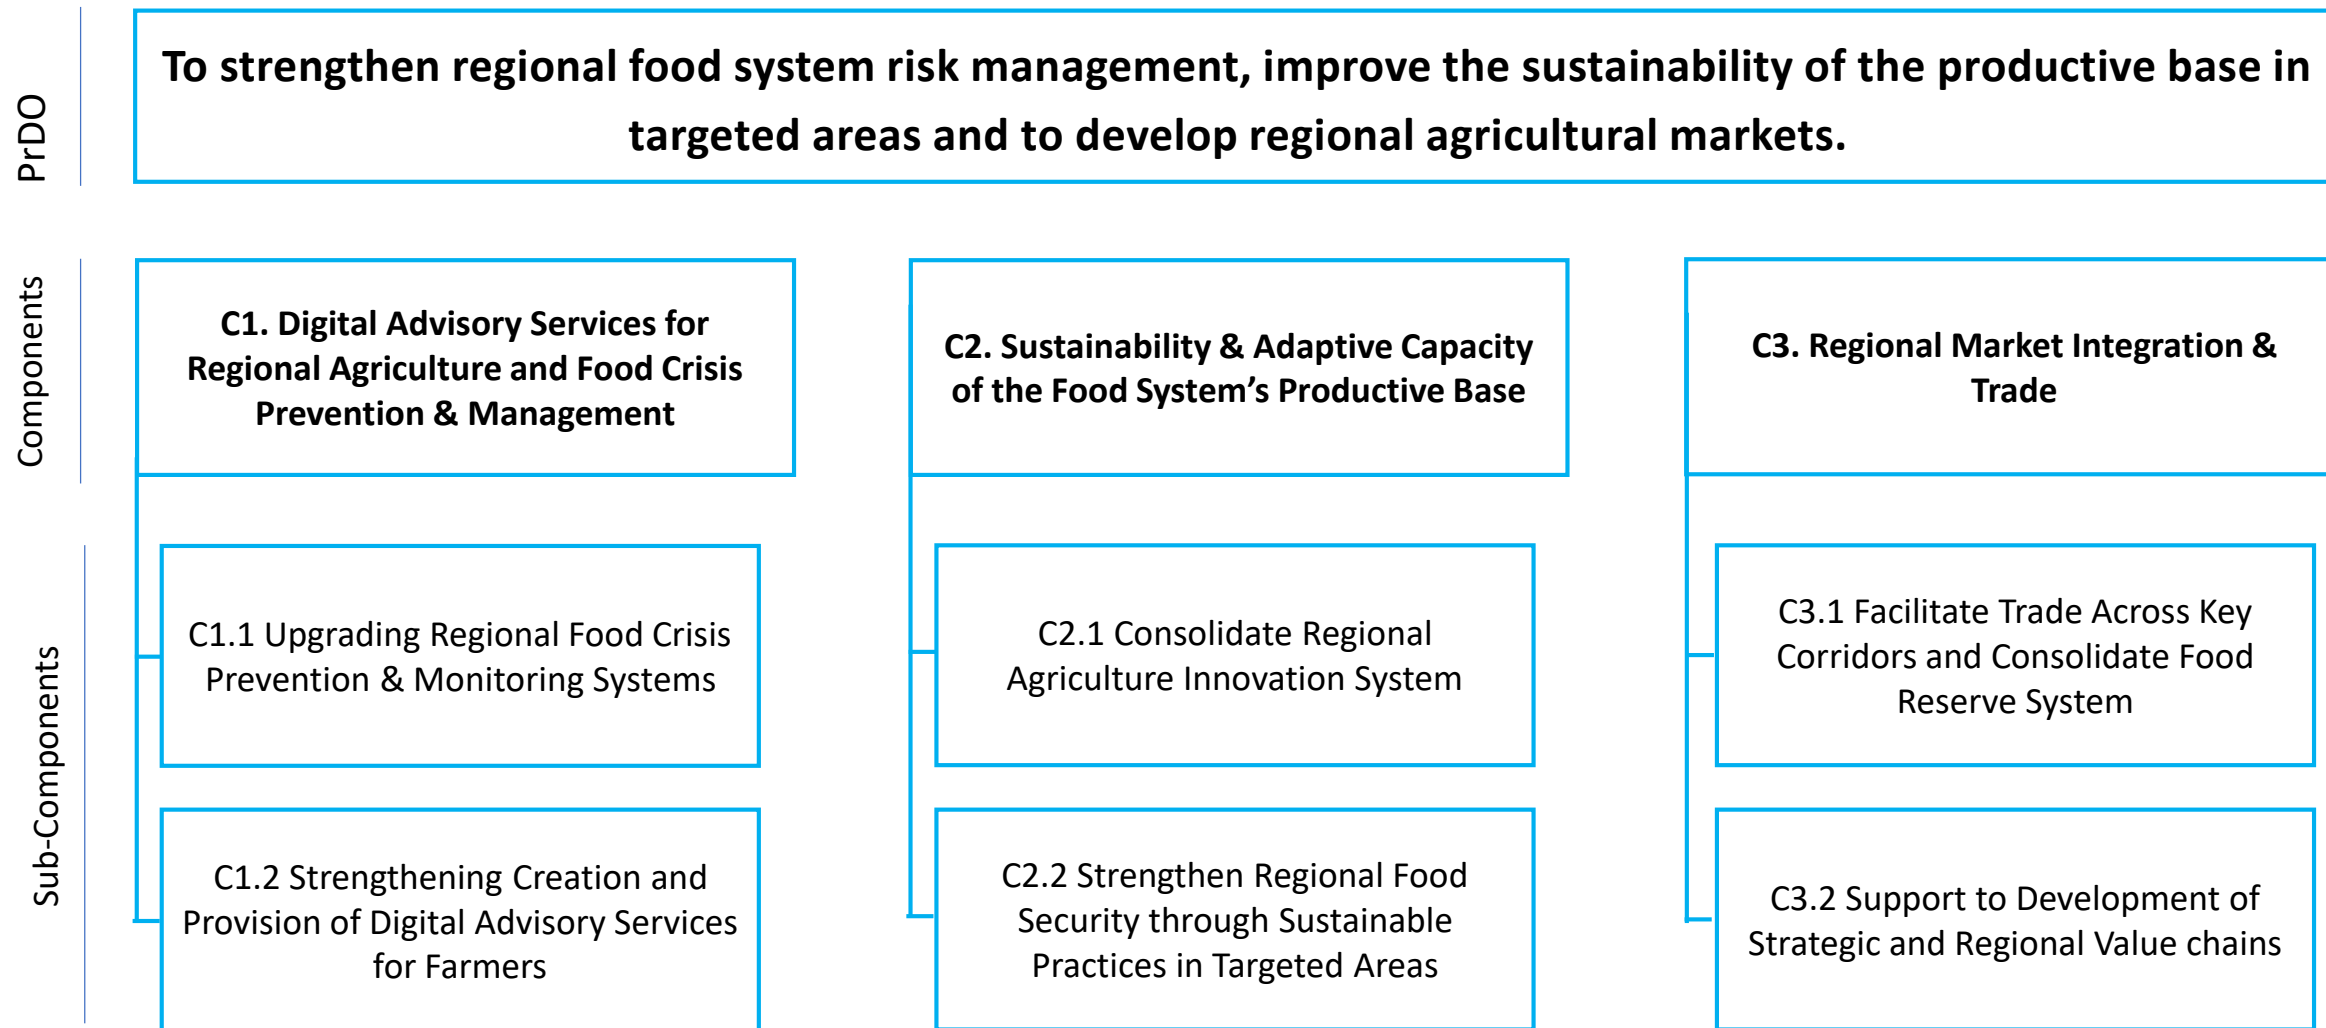 PrDO
To strengthen regional food system risk management, improve the sustainability of the productive base in
targeted areas and to develop regional agricultural markets.
Components
C1. Digital Advisory Services for
Regional Agriculture and Food Crisis
Prevention & Management
C2. Sustainability & Adaptive Capacity
of the Food System’s Productive Base
C3. Regional Market Integration &
Trade
Sub-Components
C1.1 Upgrading Regional Food Crisis
Prevention & Monitoring Systems
C2.1 Consolidate Regional
Agriculture Innovation System
C3.1 Facilitate Trade Across Key
Corridors and Consolidate Food
Reserve System
C1.2 Strengthening Creation and
Provision of Digital Advisory Services
for Farmers
C2.2 Strengthen Regional Food
Security through Sustainable
Practices in Targeted Areas
C3.2 Support to Development of
Strategic and Regional Value chains